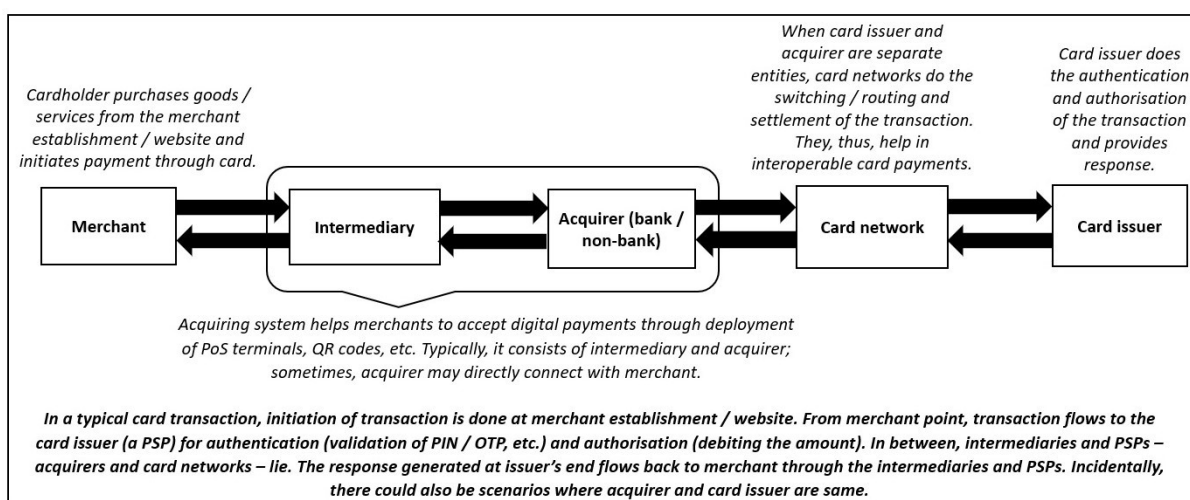 Cardholder purchases goods /
services from the merchant
establishment / website and
initiates payment through card.
When card issuer and
acquirer are separate
entities, card networks do the
switching / routing and
settlement of the transaction.
They, thus, help in
interoperable card payments.
Card issuer does
the authentication
and authorisation
of the transaction
and provides
response.
Merchant
Intermediary
Acquirer (bank /
non-bank)
Card network
Card issuer
Acquiring system helps merchants to accept digital payments through deployment
of PoS terminals, QR codes, etc. Typically, it consists of intermediary and acquirer;
sometimes, acquirer may directly connect with merchant.
In a typical card transaction, initiation of transaction is done at merchant establishment / website. From merchant point, transaction flows to the
card issuer (a PSP) for authentication (validation of PIN / OTP, etc.) and authorisation (debiting the amount). In between, intermediaries and PSPs –
acquirers and card networks – lie. The response generated at issuer's end flows back to merchant through the intermediaries and PSPs. Incidentally,
there could also be scenarios where acquirer and card issuer are same.